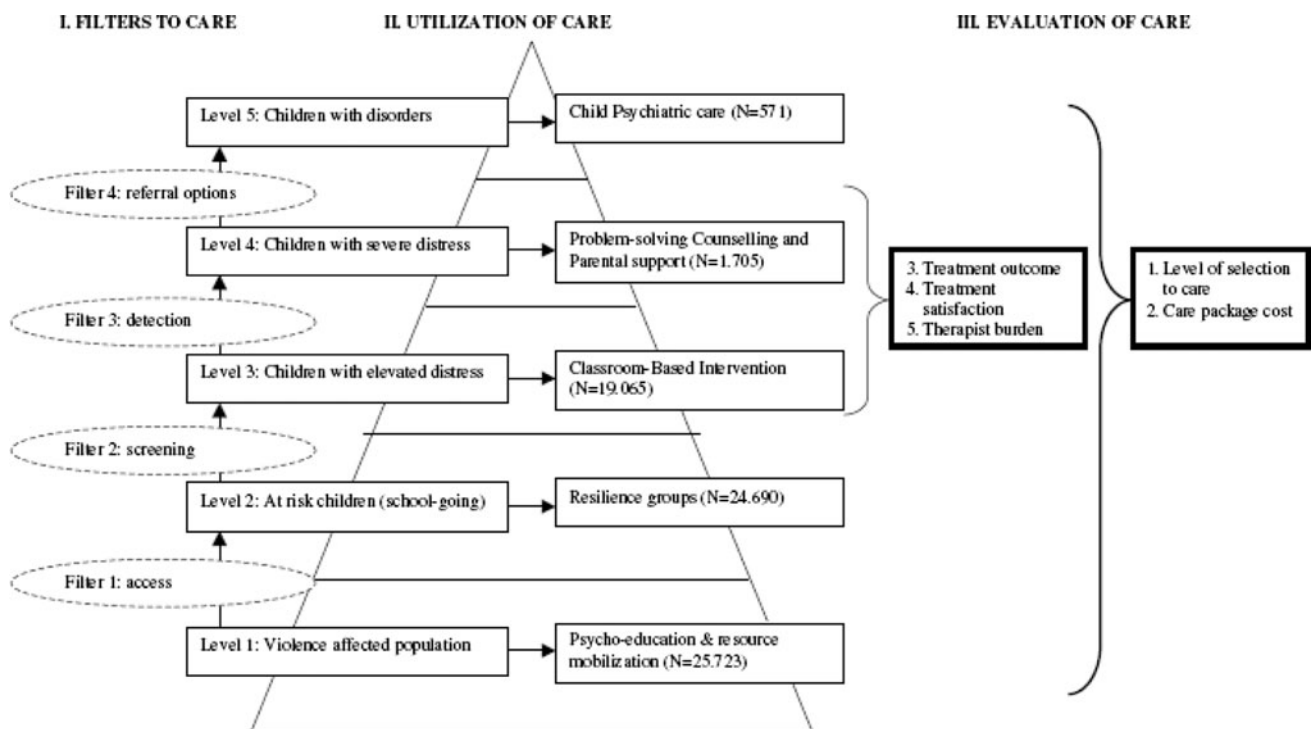 I. FILTERS TO CARE
II. UTILIZATION OF CARE
III. EVALUATION OF CARE
Level 5: Children with disorders
Child Psychiatric care (N=571)
Filter 4: referral options
Level 4: Children with severe distress
Problem-solving Counselling and
Parental support (N=1.705)
Filter 3: detection
Level 3: Children with elevated distress
Classroom-Based Intervention
(N=19.065)
Filter 2: screening
Level 2: At risk children (school-going)
Resilience groups (N=24.690)
Filter 1: access
Level 1: Violence affected population
Psycho-education & resource
mobilization (N=25.723)
3. Treatment outcome
4. Treatment
satisfaction
5. Therapist burden
1. Level of selection
to care
2. Care package cost